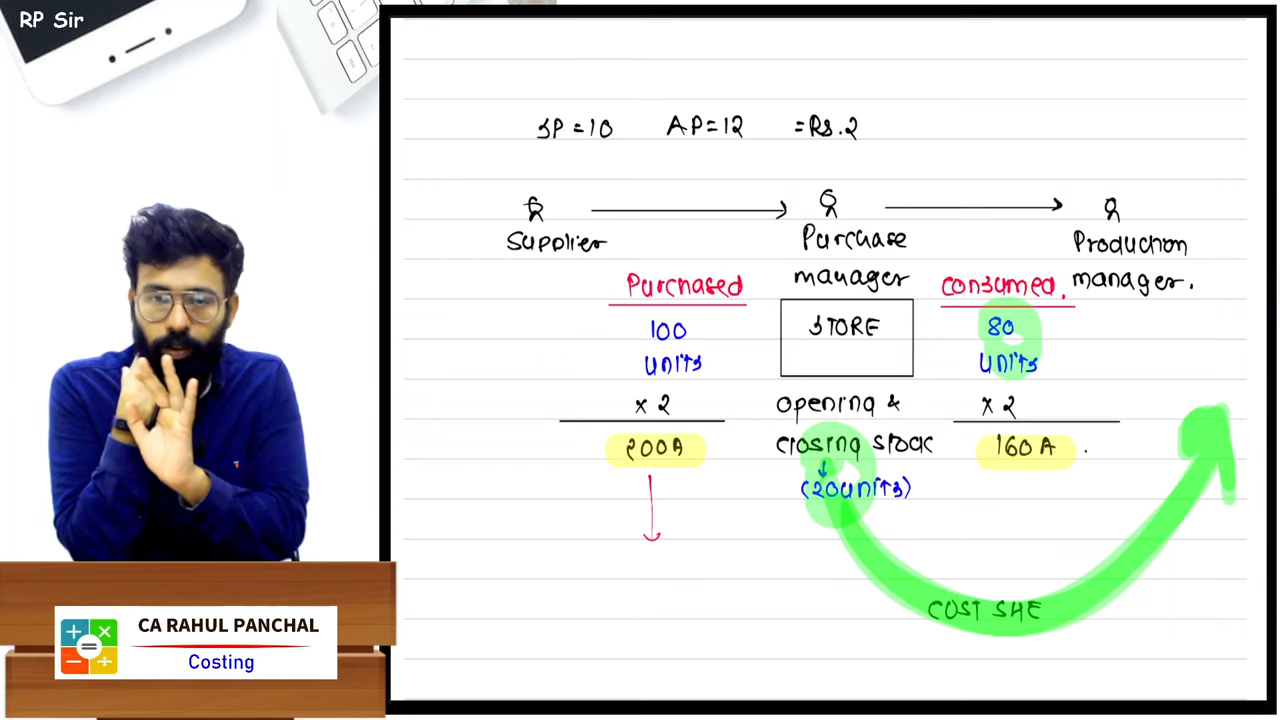 RP Sir
SP = 10 AP = 12 = Rs. 2
Supplier
Purchase manager
Production manager.
Purchased
100 units
x 2
200A
STORE
opening &
closing stock
(20units)
consumed.
80 units
x 2
160A.
COST SHE
CA RAHUL PANCHAL
Costing